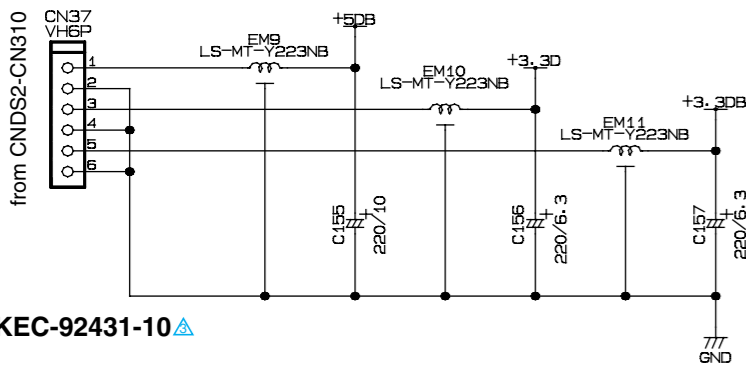 CN37
VH6P
from CNDS2-CN310
1
2
3
4
5
6
EM9
LS-MT-Y223NB
+5DB
EM10
LS-MT-Y223NB
+3.3D
EM11
LS-MT-Y223NB
+3.3DB
C155
+
220/10
C156
+
220/6.3
C157
+
220/6.3
KEC-92431-10 3
GND